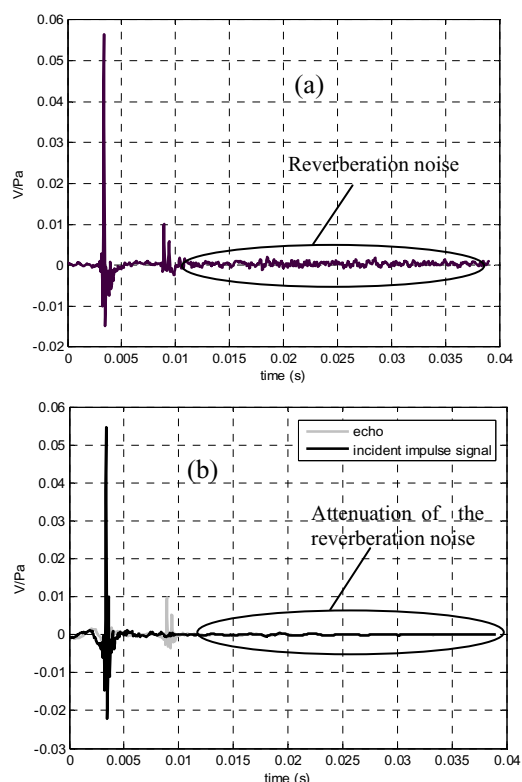 0.06
0.05
0.04
0.03
0.02
0.01
0
-0.01
-0.02
V/Pa
(a)
Reverberation noise
0 0.005 0.01 0.015 0.02 0.025 0.03 0.035 0.04
time (s)
0.06
0.05
0.04
0.03
0.02
0.01
0
-0.01
-0.02
-0.03
V/Pa
echo
incident impulse signal
(b)
Attenuation of the
reverberation noise
0 0.005 0.01 0.015 0.02 0.025 0.03 0.035 0.04
time (s)